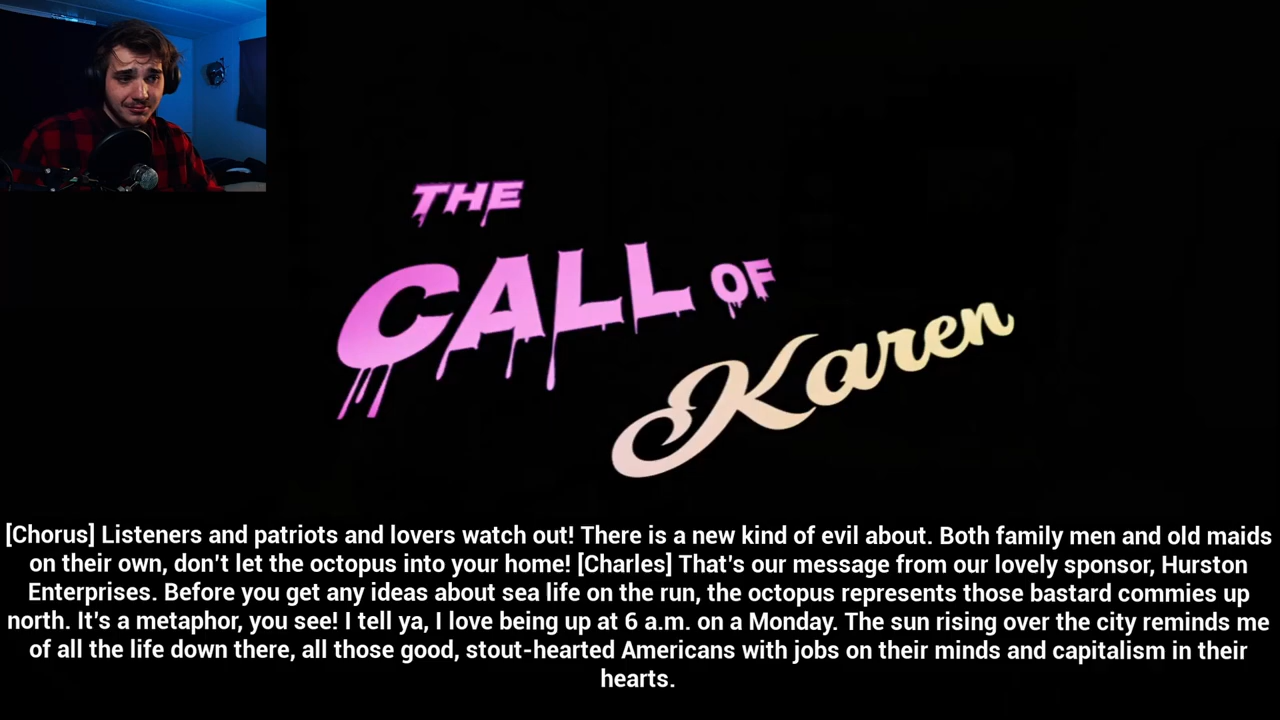 THE
CALL OF
Karen
[Chorus] Listeners and patriots and lovers watch out! There is a new kind of evil about. Both family men and old maids
on their own, don't let the octopus into your home! [Charles] That's our message from our lovely sponsor, Hurston
Enterprises. Before you get any ideas about sea life on the run, the octopus represents those bastard commies up
north. It's a metaphor, you see! I tell ya, I love being up at 6 a.m. on a Monday. The sun rising over the city reminds me
of all the life down there, all those good, stout-hearted Americans with jobs on their minds and capitalism in their
hearts.